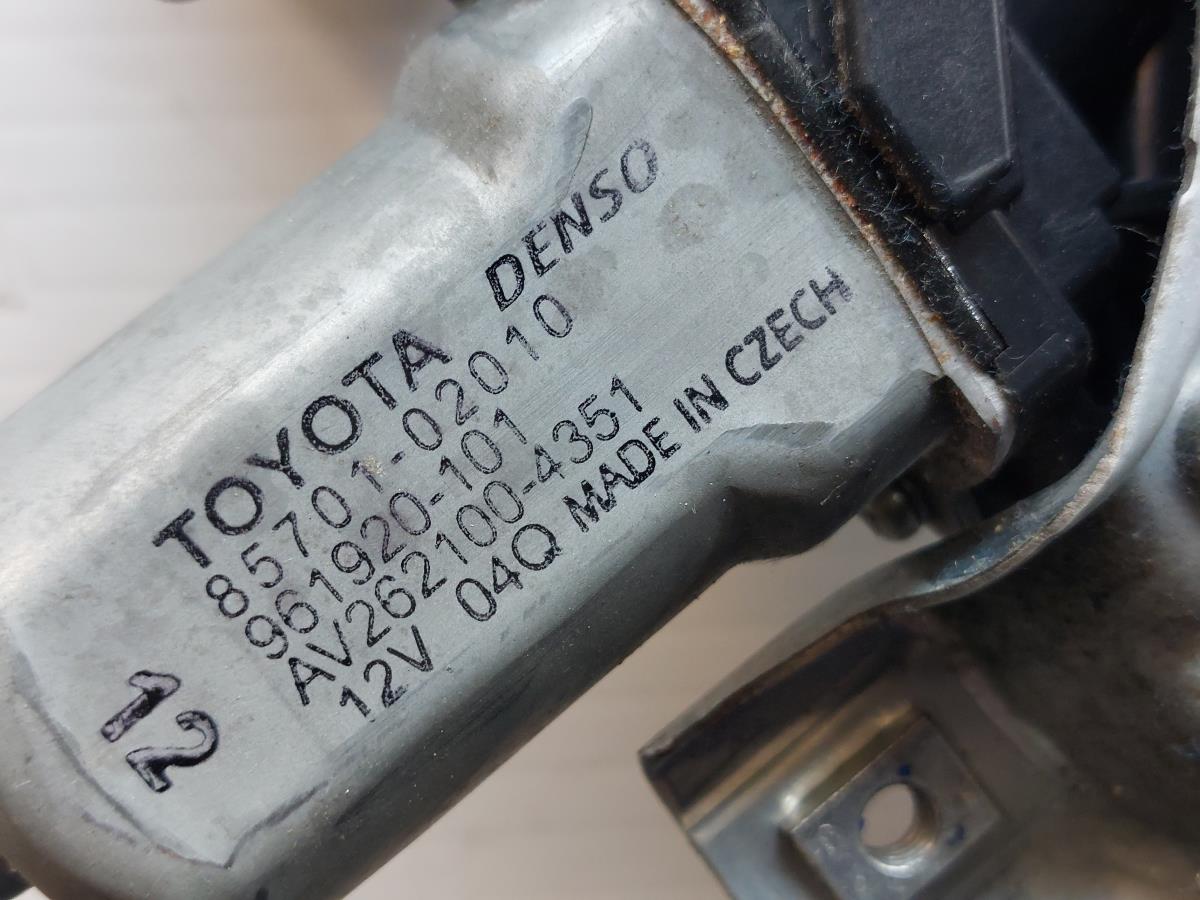 TOYOTA DENSO
85701-02010
961920-101
AV262100-4351
12V 04Q MADE IN CZECH
12